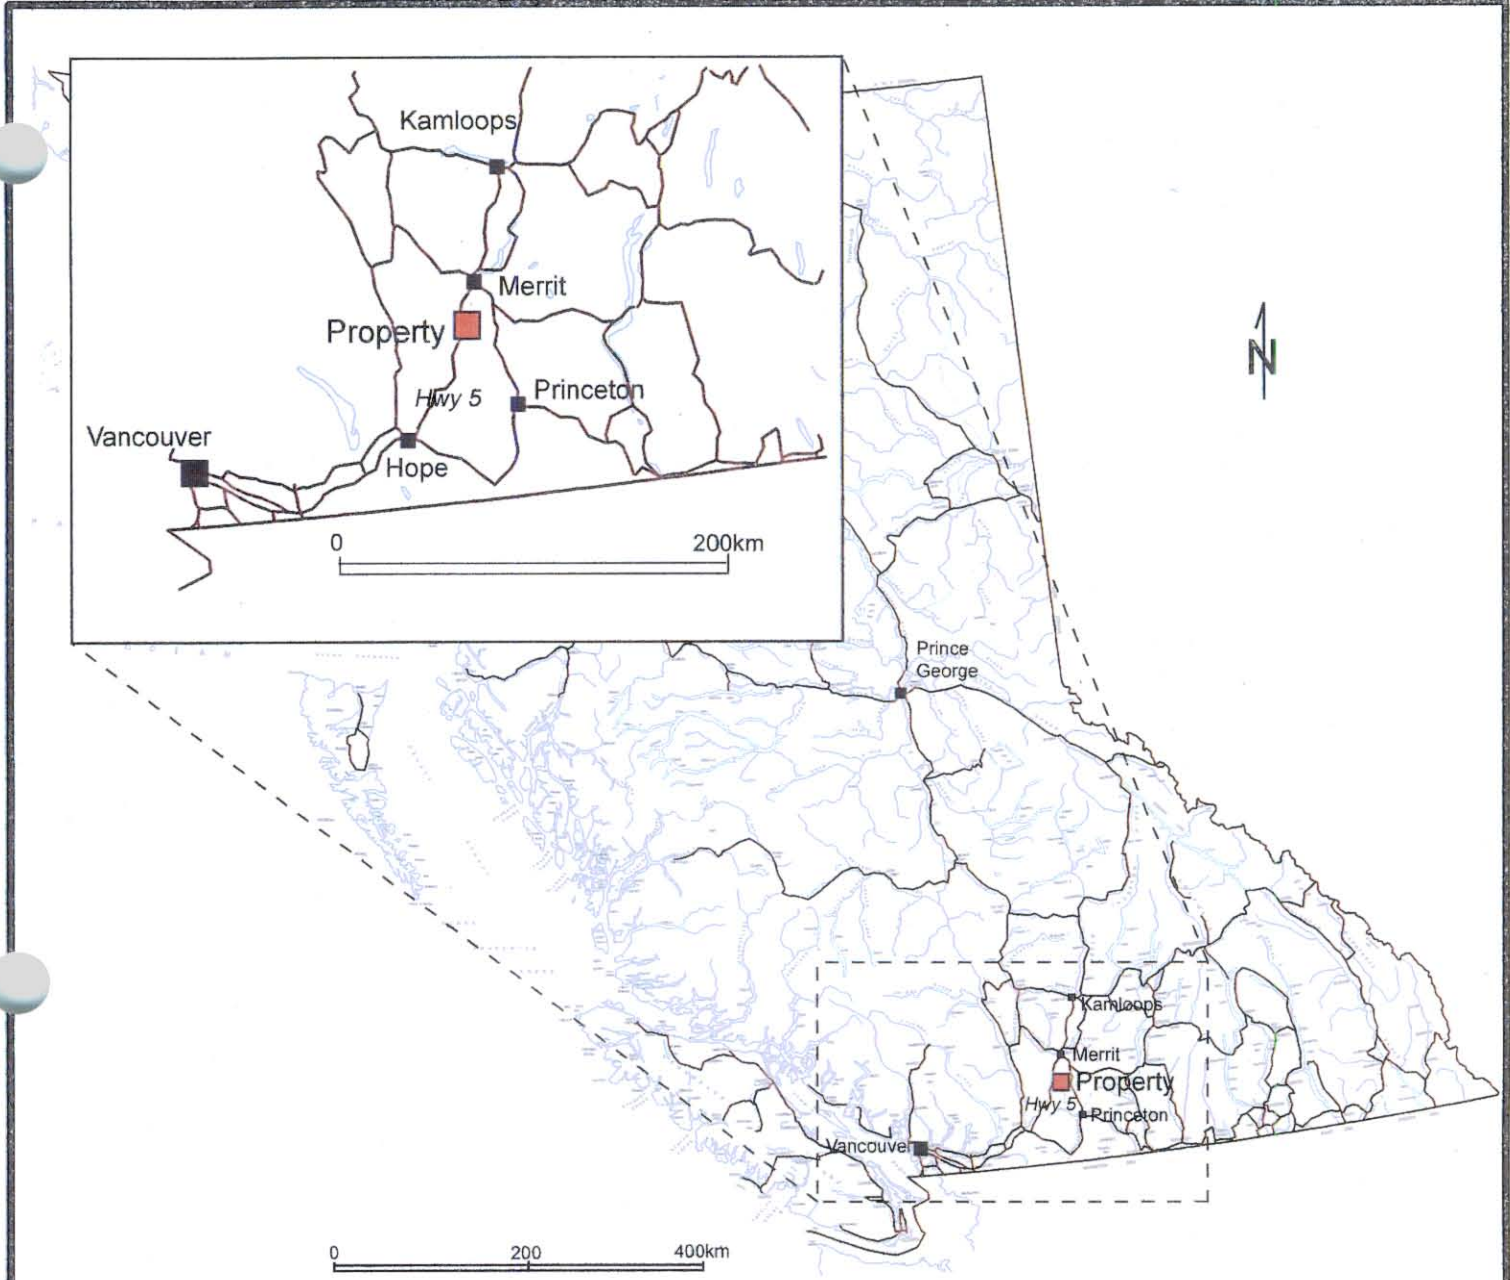 Kamloops
Merrit
Property
Hwy 5
Princeton
Vancouver
Hope
0 200km
N
Prince
George
Kamloops
Merrit
Property
Hwy 5
Princeton
Vancouver
0 200 400km